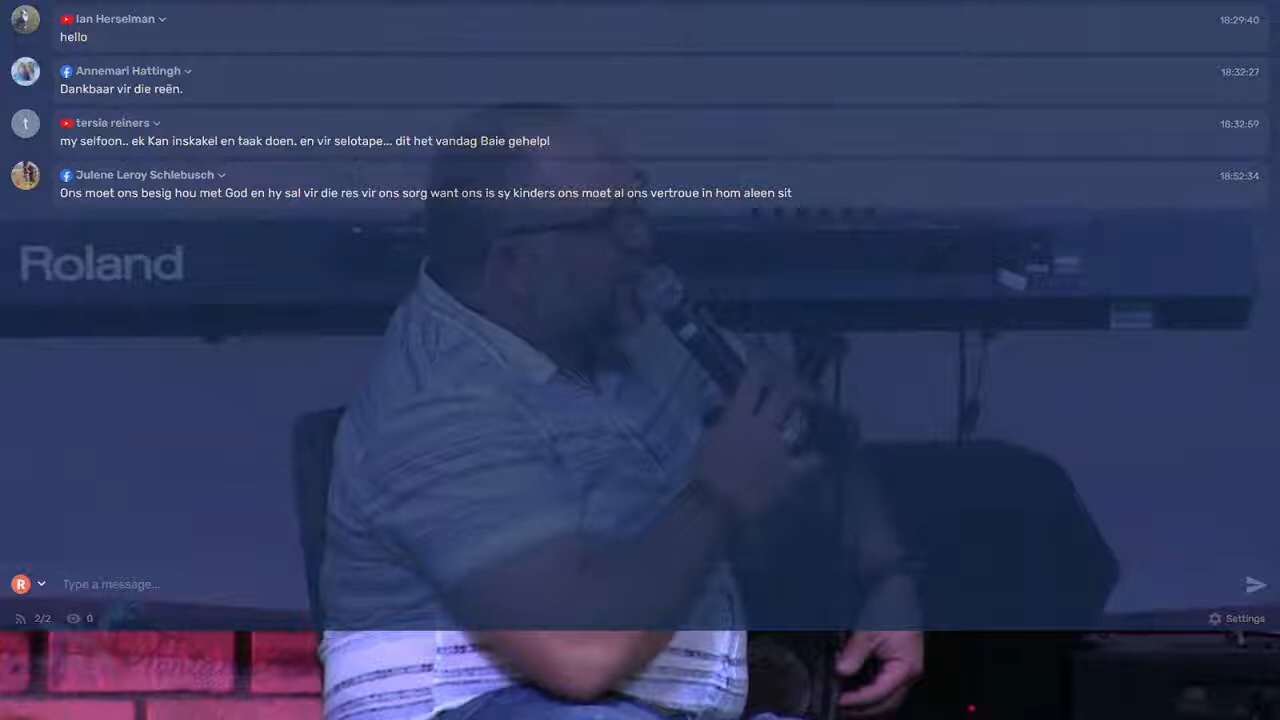 Ian Herselman
18:29:40
hello
Annemari Hattingh
18:32:27
Dankbaar vir die reën.
t
tersia reiners
18:32:59
my selfoon.. ek Kan inskakel en taak doen. en vir selotape... dit het vandag Baie gehelpl
Julene Leroy Schlebusch
18:52:34
Ons moet ons besig hou met God en hy sal vir die res vir ons sorg want ons is sy kinders ons moet al ons vertroue in hom aleen sit
Roland
R
Type a message...
2/2
0
Settings